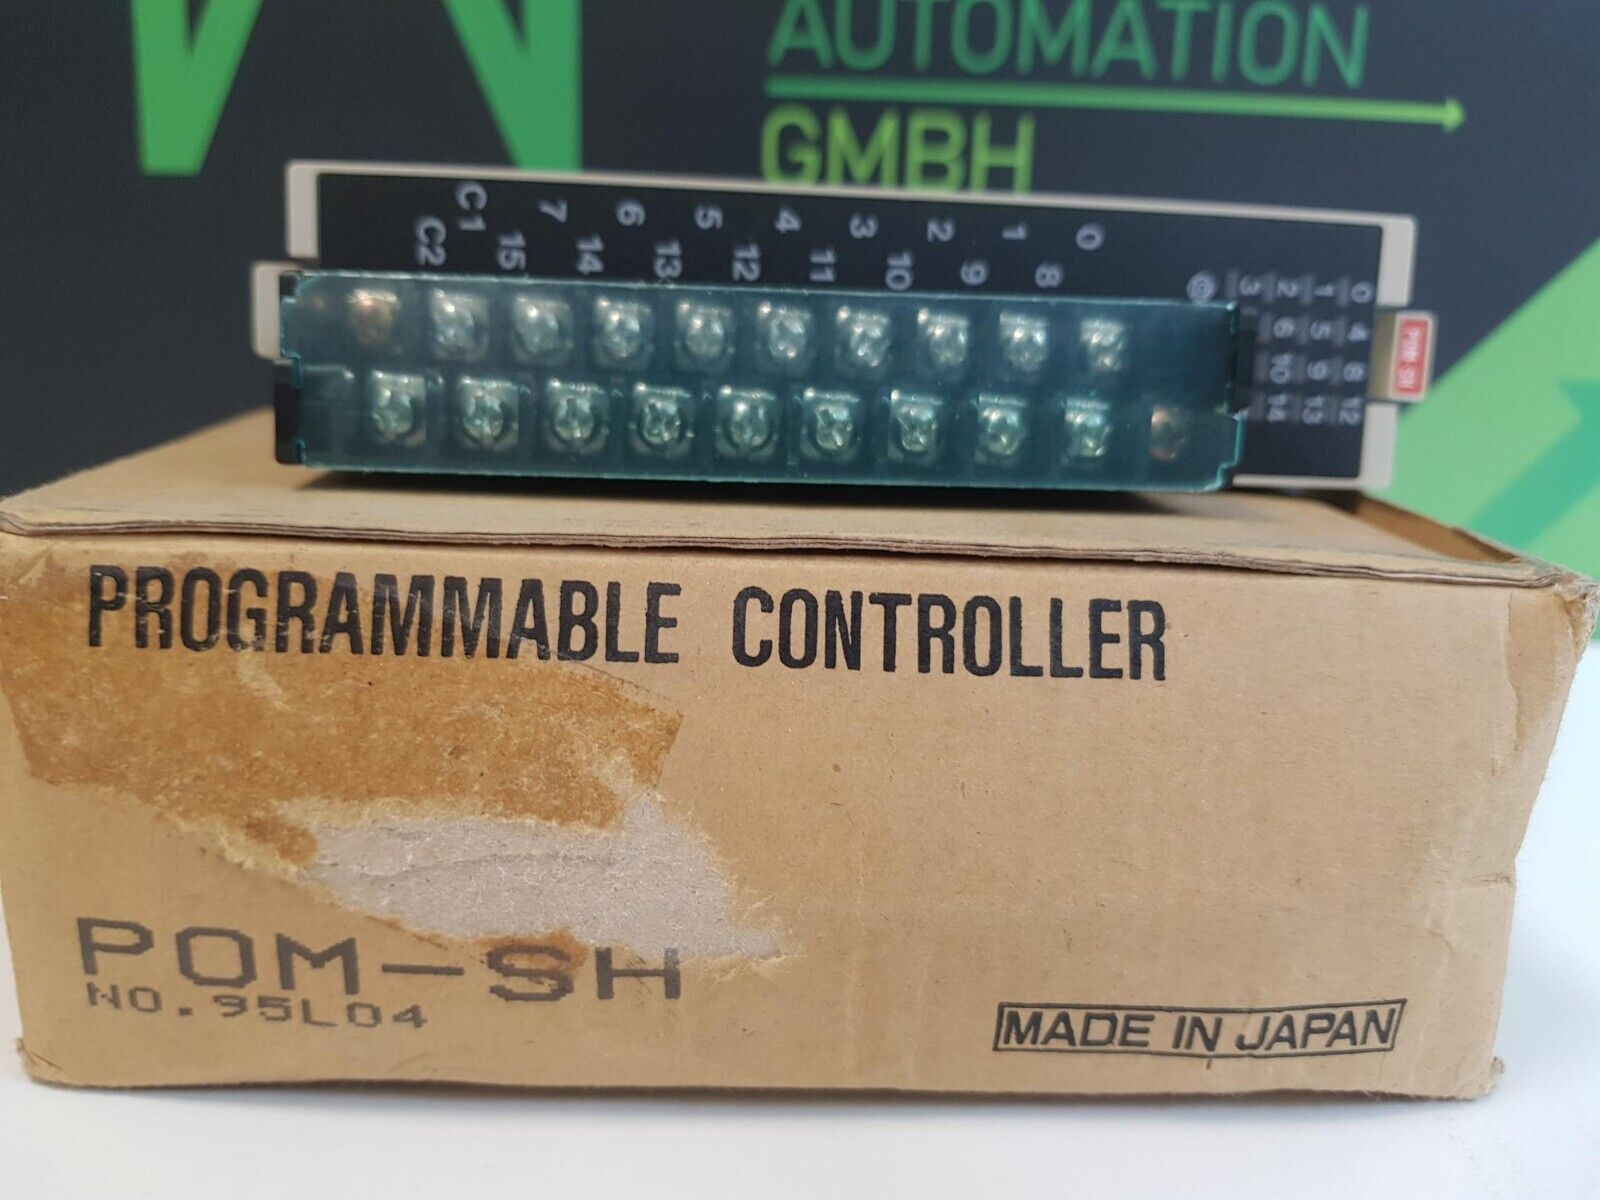 AUTOMATION
GMBH
C1 7 6 5 4 3 2 1 0
C2 15 14 13 12 11 10 9 8
3 2 1 0
6 5 4
10 9 8
14 13 12
POM-SH
PROGRAMMABLE CONTROLLER
POM-SH
NO.95L04
MADE IN JAPAN